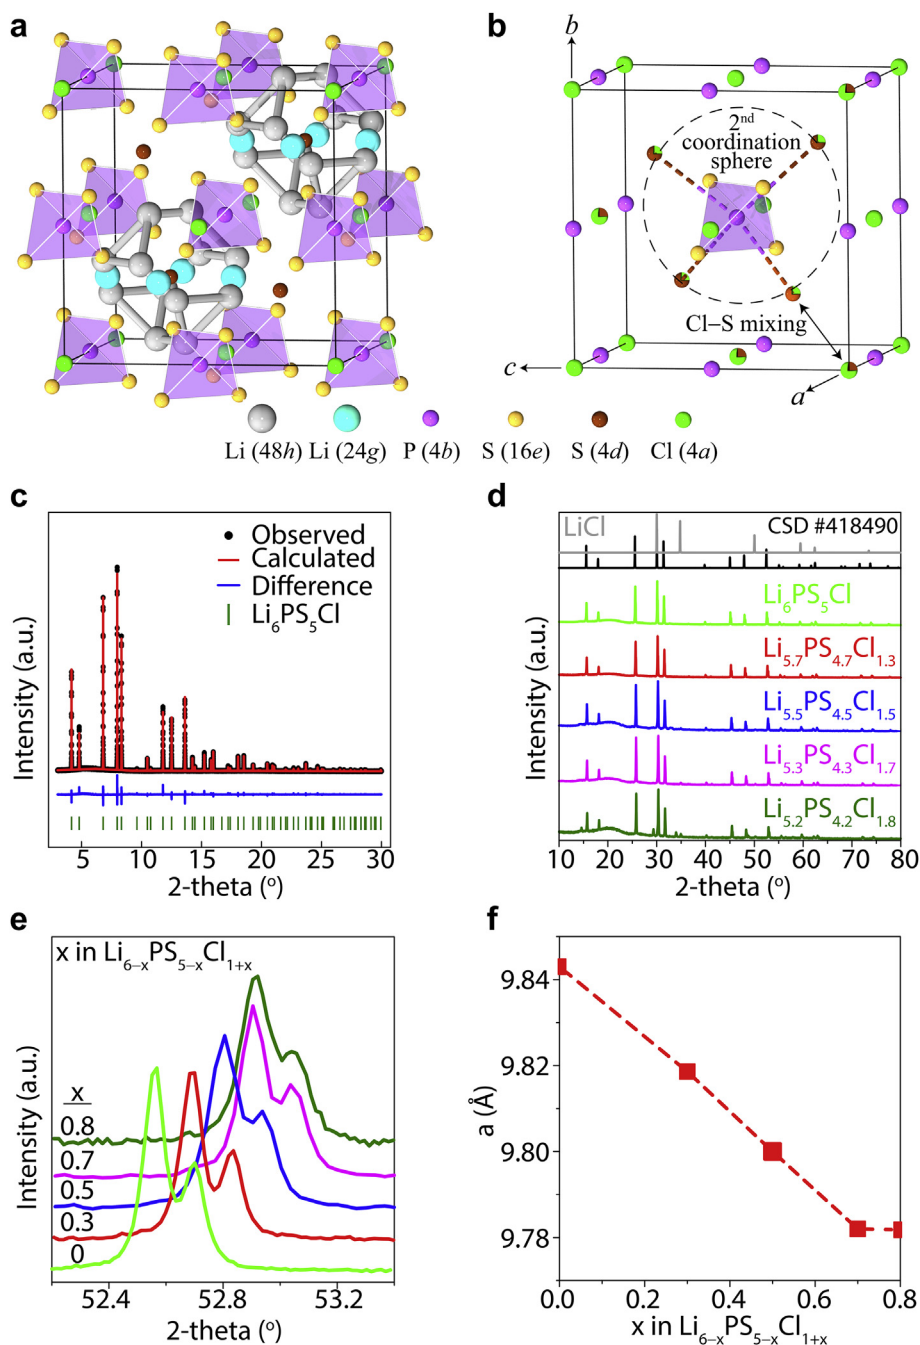 a
b
b
2nd
coordination
sphere
Cl–S mixing
c
a
Li (48h) Li (24g) P (4b) S (16e) S (4d) Cl (4a)
c
Intensity (a.u.)
Observed
Calculated
Difference
Li6PS5Cl
5 10 15 20 25 30
2-theta (o)
d
Intensity (a.u.)
LiCl CSD #418490
Li6PS5Cl
Li5.7PS4.7Cl1.3
Li5.5PS4.5Cl1.5
Li5.3PS4.3Cl1.7
Li5.2PS4.2Cl1.8
10 20 30 40 50 60 70 80
2-theta (o)
e
x in Li6–xPS5–xCl1+x
Intensity (a.u.)
x
0.8
0.7
0.5
0.3
0
52.4 52.8 53.2
2-theta (o)
f
a (Å)
9.84
9.82
9.80
9.78
0.0 0.2 0.4 0.6 0.8
x in Li6–xPS5–xCl1+x